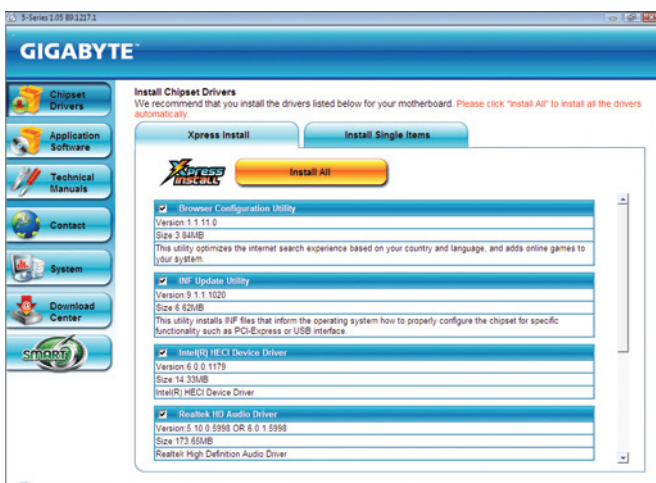 5-Series 1.05 B9.1217.1
GIGABYTE™
Chipset
Drivers
Application
Software
Technical
Manuals
Contact
System
Download
Center
SMART
Install Chipset Drivers
We recommend that you install the drivers listed below for your motherboard. Please click "Install All" to install all the drivers
automatically.
Xpress Install
Install Single Items
Xpress
INSTALL
Install All
Browser Configuration Utility
Version:1.1.11.0
Size:3.84MB
This utility optimizes the internet search experience based on your country and language, and adds online games to
your system.
INF Update Utility
Version:9.1.1.1020
Size:6.62MB
This utility installs INF files that inform the operating system how to properly configure the chipset for specific
functionality such as PCI-Express or USB interface.
Intel(R) HECI Device Driver
Version:6.0.0.1179
Size:14.33MB
Intel(R) HECI Device Driver
Realtek HD Audio Driver
Version:5.10.0.5998 OR 6.0.1.5998
Size:173.65MB
Realtek High Definition Audio Driver